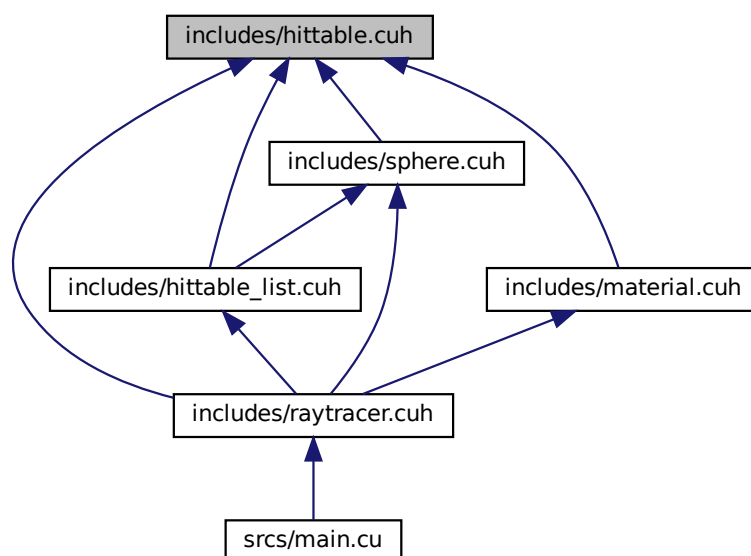 includes/hittable.cuh
includes/sphere.cuh
includes/hittable_list.cuh
includes/material.cuh
includes/raytracer.cuh
srcs/main.cu